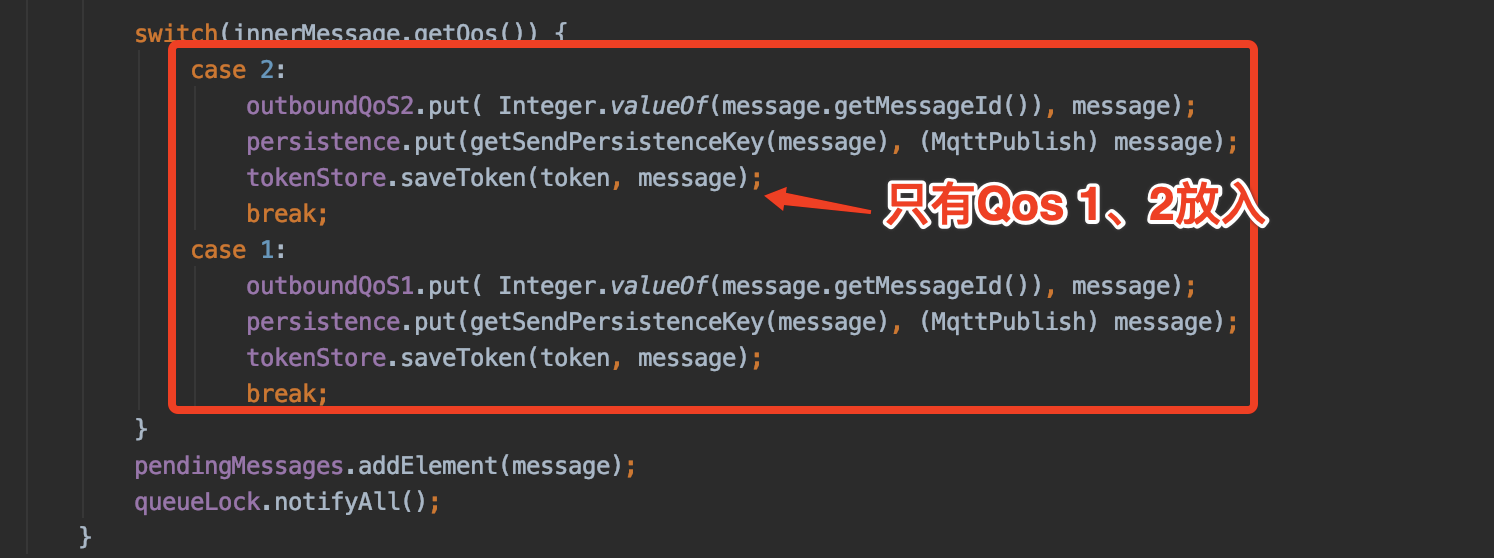 switch(innerMessage.getQos()) {
case 2:
outboundQoS2.put( Integer.valueOf(message.getMessageId()), message);
persistence.put(getSendPersistenceKey(message), (MqttPublish) message);
tokenStore.saveToken(token, message);
只有Qos 1、2放入
break;
case 1:
outboundQoS1.put( Integer.valueOf(message.getMessageId()), message);
persistence.put(getSendPersistenceKey(message), (MqttPublish) message);
tokenStore.saveToken(token, message);
break;
}
pendingMessages.addElement(message);
queueLock.notifyAll();
}